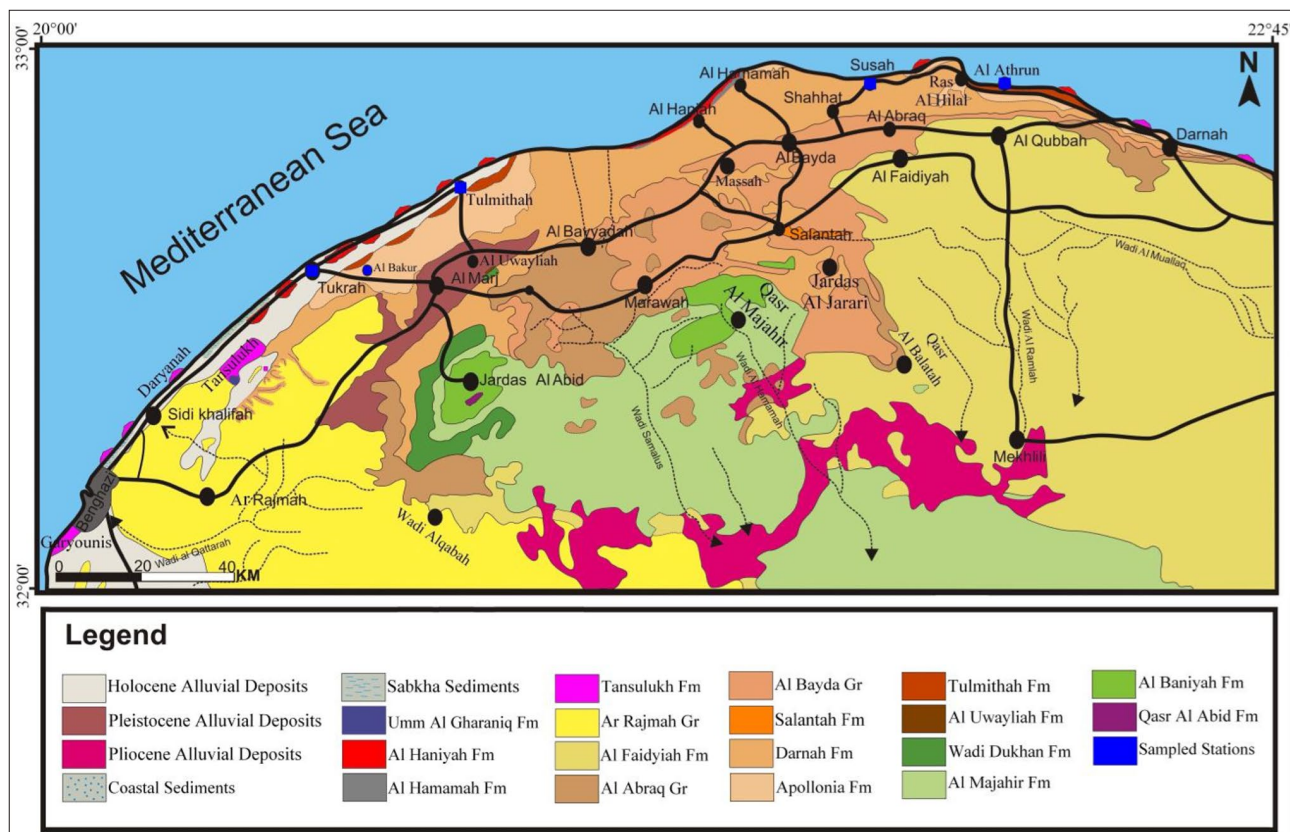 20°00'
22°45'
33°00'
32°00'
N
Mediterranean Sea
Al Hamamah
Susah
Al Athrun
Ras
Al Hilal
Al Haniah
Shahhat
Al Abraq
Al Bayda
Al Qubbah
Darnah
Massah
Al Faidiyah
Tulmithah
Al Bayyadah
Salantah
Wadi Al Muallaq
Al Uwayliah
Al Bakur
Tukrah
Al Marj
Marawah
Jardas
Al Jarari
Qasr
Al Majahir
Qasr
Al Balatah
Wadi Al Ramlah
Daryanah
Tansulukh
Jardas Al Abid
Wadi Al Hamamah
Wadi Samalus
Sidi khalifah
Mekhlili
Ar Rajmah
Benghazi
Wadi Alqabah
Garyounis
Wadi al Qattarah
0 20 40
KM
Legend
Holocene Alluvial Deposits
Pleistocene Alluvial Deposits
Pliocene Alluvial Deposits
Coastal Sediments
Sabkha Sediments
Umm Al Gharaniq Fm
Al Haniyah Fm
Al Hamamah Fm
Tansulukh Fm
Ar Rajmah Gr
Al Faidyiah Fm
Al Abraq Gr
Al Bayda Gr
Salantah Fm
Darnah Fm
Apollonia Fm
Tulmithah Fm
Al Uwayliah Fm
Wadi Dukhan Fm
Al Majahir Fm
Al Baniyah Fm
Qasr Al Abid Fm
Sampled Stations